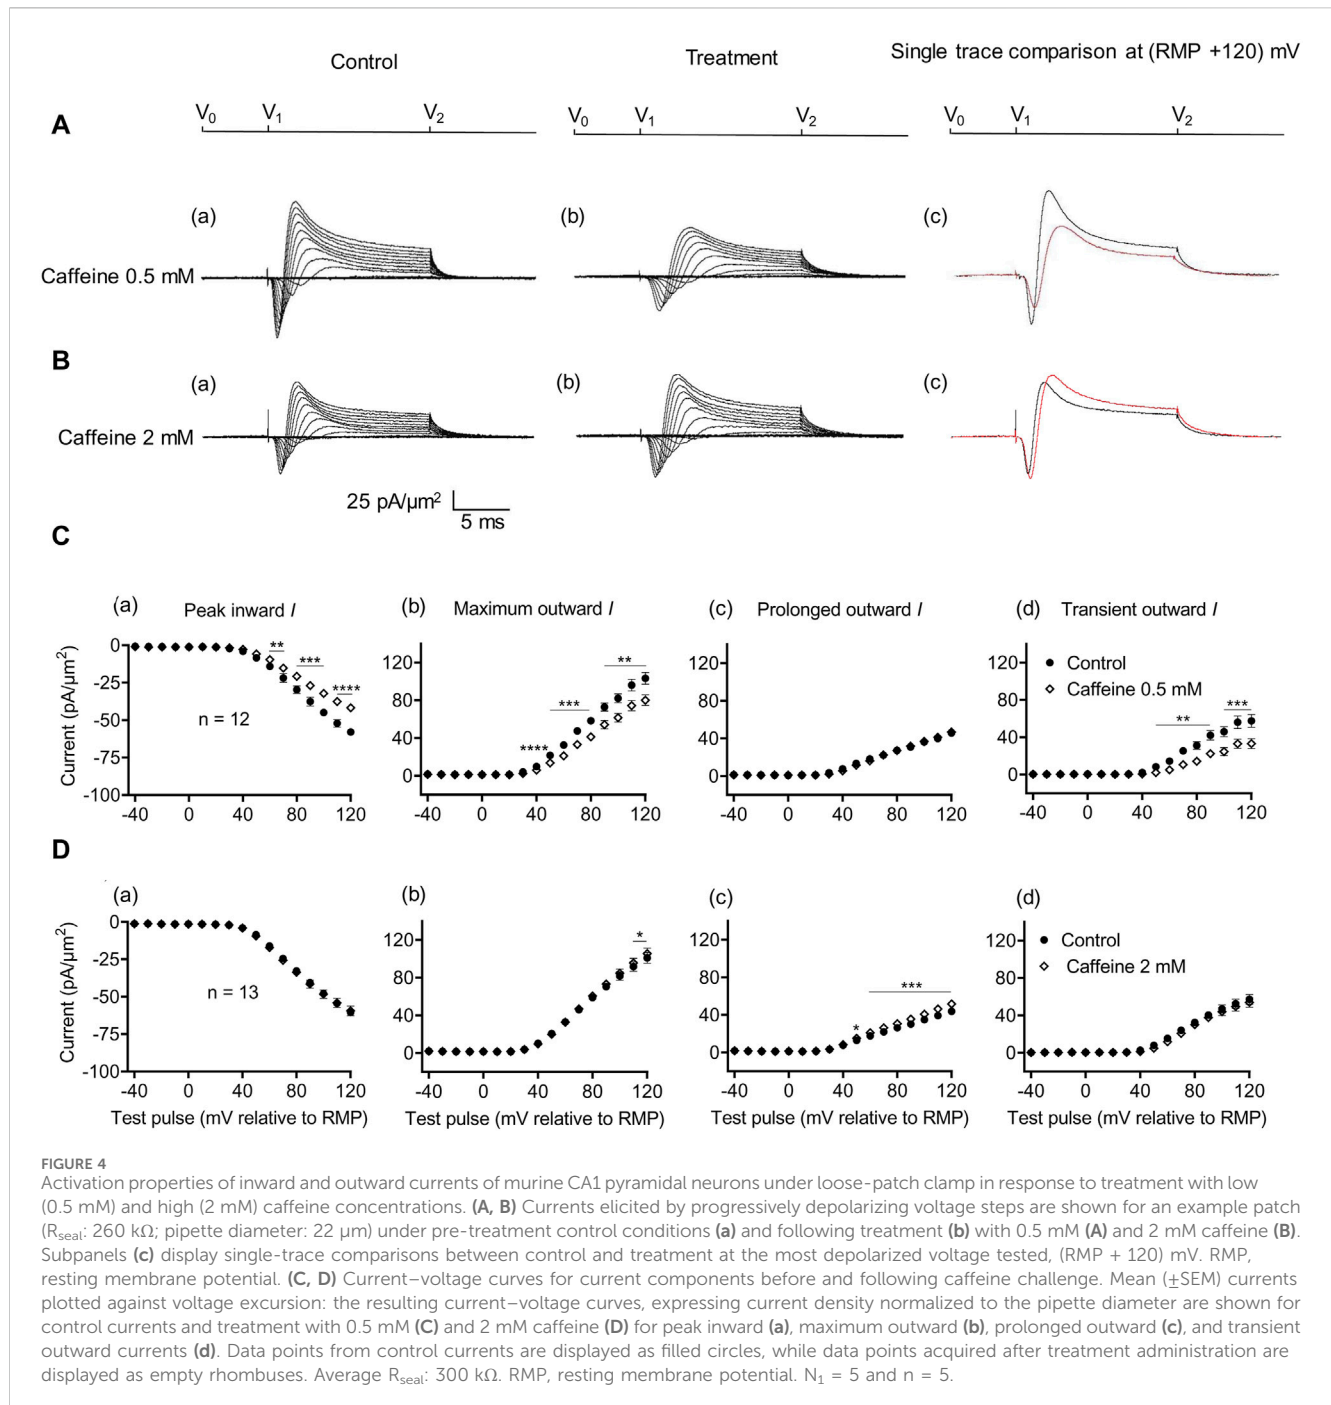 Control
Treatment
Single trace comparison at (RMP +120) mV
A
V0 V1 V2
V0 V1 V2
V0 V1 V2
(a)
(b)
(c)
Caffeine 0.5 mM
B
(a)
(b)
(c)
Caffeine 2 mM
25 pA/µm²
5 ms
C
(a) Peak inward I
(b) Maximum outward I
(c) Prolonged outward I
(d) Transient outward I
Current (pA/µm²)
0
-25
-50
-75
-100
** *** ****
n = 12
-40 0 40 80 120
120
80
40
0
**** *** **
-40 0 40 80 120
120
80
40
0
-40 0 40 80 120
120
80
40
0
Control
Caffeine 0.5 mM
** ***
-40 0 40 80 120
D
(a)
(b)
(c)
(d)
Current (pA/µm²)
0
-25
-50
-75
-100
n = 13
-40 0 40 80 120
Test pulse (mV relative to RMP)
120
80
40
0
*
-40 0 40 80 120
Test pulse (mV relative to RMP)
120
80
40
0
* ***
-40 0 40 80 120
Test pulse (mV relative to RMP)
120
80
40
0
Control
Caffeine 2 mM
-40 0 40 80 120
Test pulse (mV relative to RMP)
FIGURE 4
Activation properties of inward and outward currents of murine CA1 pyramidal neurons under loose-patch clamp in response to treatment with low
(0.5 mM) and high (2 mM) caffeine concentrations. (A, B) Currents elicited by progressively depolarizing voltage steps are shown for an example patch
(Rseal: 260 kΩ; pipette diameter: 22 µm) under pre-treatment control conditions (a) and following treatment (b) with 0.5 mM (A) and 2 mM caffeine (B).
Subpanels (c) display single-trace comparisons between control and treatment at the most depolarized voltage tested, (RMP + 120) mV. RMP,
resting membrane potential. (C, D) Current–voltage curves for current components before and following caffeine challenge. Mean (±SEM) currents
plotted against voltage excursion: the resulting current–voltage curves, expressing current density normalized to the pipette diameter are shown for
control currents and treatment with 0.5 mM (C) and 2 mM caffeine (D) for peak inward (a), maximum outward (b), prolonged outward (c), and transient
outward currents (d). Data points from control currents are displayed as filled circles, while data points acquired after treatment administration are
displayed as empty rhombuses. Average Rseal: 300 kΩ. RMP, resting membrane potential. N1 = 5 and n = 5.